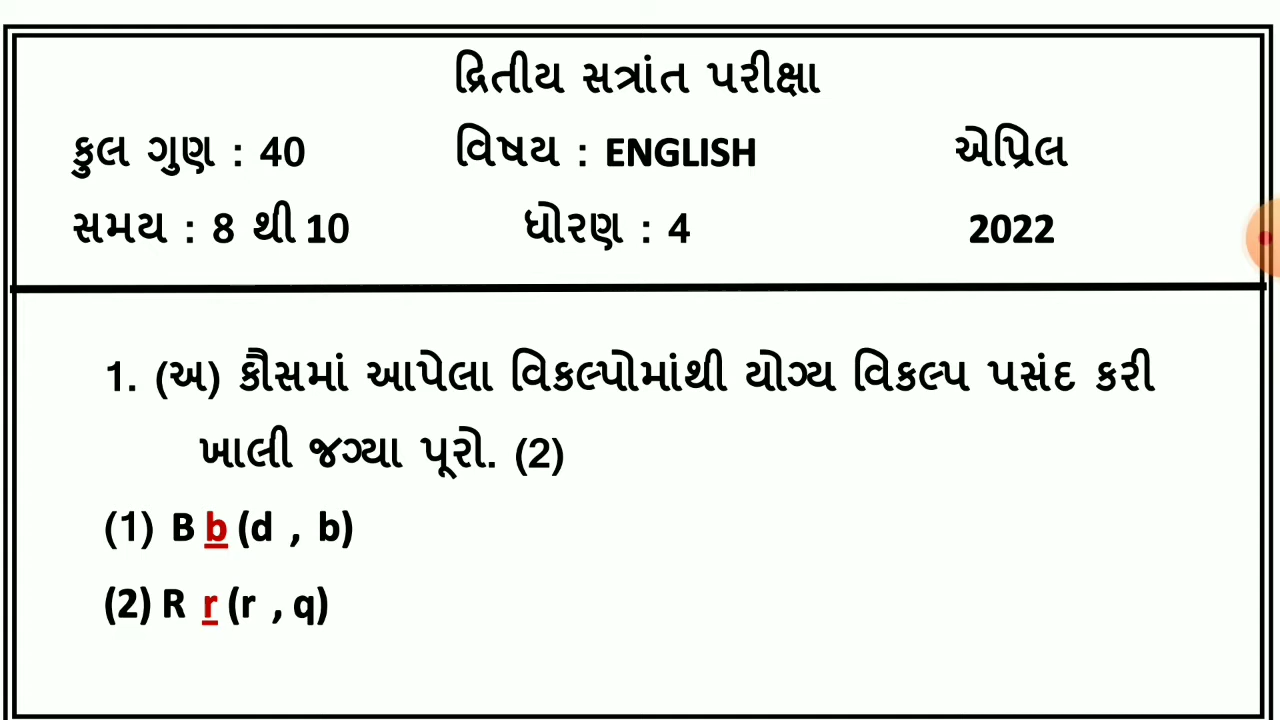 દ્રિતીય સત્રાંત પરીક્ષા
કુલ ગુણ : 40 વિષય : ENGLISH એપ્રિલ
સમય : 8 થી 10 ધોરણ : 4 2022
1. (અ) કૌસમાં આપેલા વિકલ્પોમાંથી યોગ્ય વિકલ્પ પસંદ કરી
ખાલી જગ્યા પૂરો. (2)
(1) B b (d , b)
(2) R r (r , q)